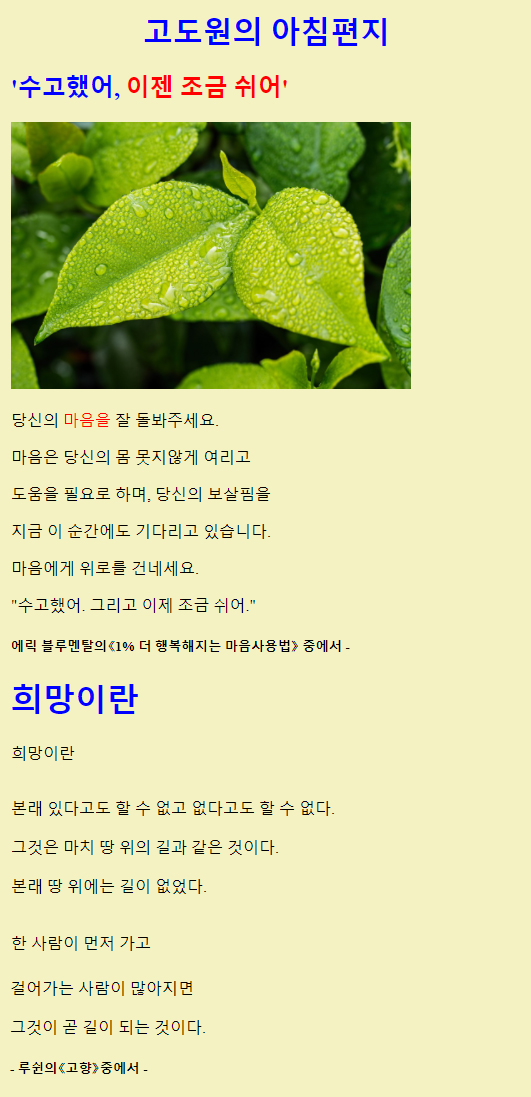 고도원의 아침편지
'수고했어, 이젠 조금 쉬어'
당신의 마음을 잘 돌봐주세요.
마음은 당신의 몸 못지않게 여리고
도움을 필요로 하며, 당신의 보살핌을
지금 이 순간에도 기다리고 있습니다.
마음에게 위로를 건네세요.
"수고했어. 그리고 이제 조금 쉬어."
에릭 블루멘탈의《1% 더 행복해지는 마음사용법》 중에서 -
희망이란
희망이란
본래 있다고도 할 수 없고 없다고도 할 수 없다.
그것은 마치 땅 위의 길과 같은 것이다.
본래 땅 위에는 길이 없었다.
한 사람이 먼저 가고
걸어가는 사람이 많아지면
그것이 곧 길이 되는 것이다.
- 루쉰의《고향》중에서 -